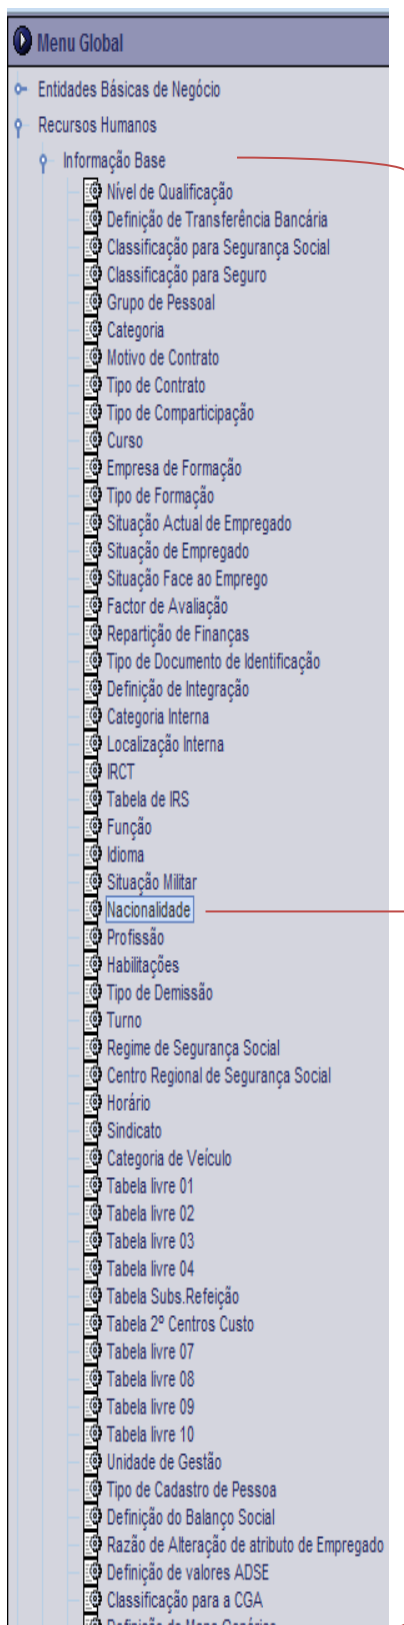 Menu Global
Entidades Básicas de Negócio
Recursos Humanos
Informação Base
Nível de Qualificação
Definição de Transferência Bancária
Classificação para Segurança Social
Classificação para Seguro
Grupo de Pessoal
Categoria
Motivo de Contrato
Tipo de Contrato
Tipo de Comparticipação
Curso
Empresa de Formação
Tipo de Formação
Situação Actual de Empregado
Situação de Empregado
Situação Face ao Emprego
Factor de Avaliação
Repartição de Finanças
Tipo de Documento de Identificação
Definição de Integração
Categoria Interna
Localização Interna
IRCT
Tabela de IRS
Função
Idioma
Situação Militar
Nacionalidade
Profissão
Habilitações
Tipo de Demissão
Turno
Regime de Segurança Social
Centro Regional de Segurança Social
Horário
Sindicato
Categoria de Veículo
Tabela livre 01
Tabela livre 02
Tabela livre 03
Tabela livre 04
Tabela Subs.Refeição
Tabela 2º Centros Custo
Tabela livre 07
Tabela livre 08
Tabela livre 09
Tabela livre 10
Unidade de Gestão
Tipo de Cadastro de Pessoa
Definição do Balanço Social
Razão de Alteração de atributo de Empregado
Definição de valores ADSE
Classificação para a CGA